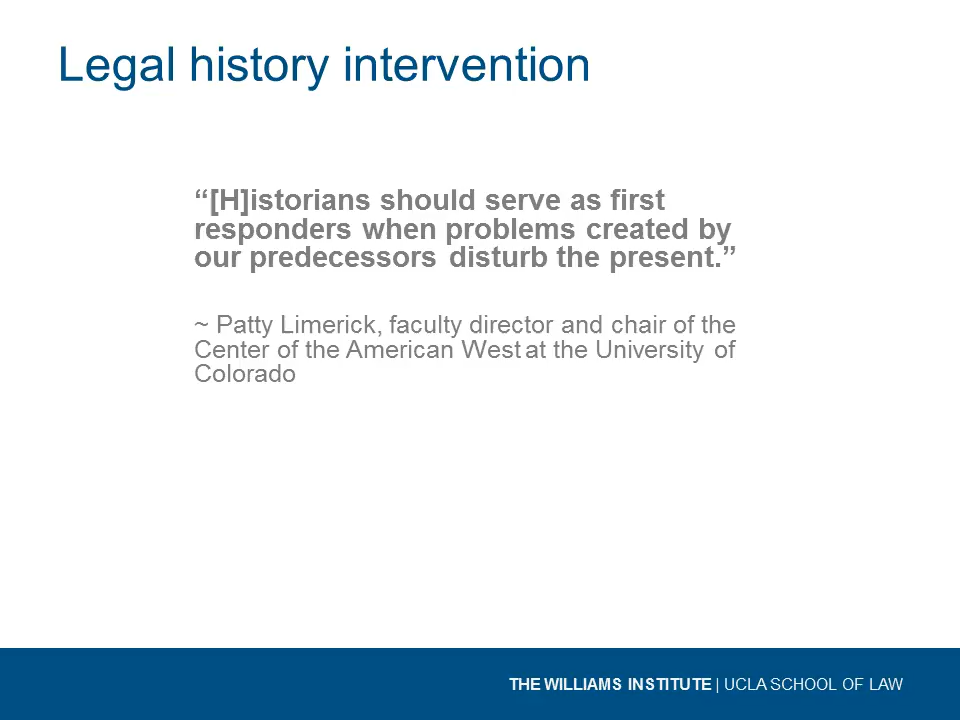 Legal history intervention
“[H]istorians should serve as first
responders when problems created by
our predecessors disturb the present.”
~ Patty Limerick, faculty director and chair of the
Center of the American West at the University of
Colorado
THE WILLIAMS INSTITUTE | UCLA SCHOOL OF LAW